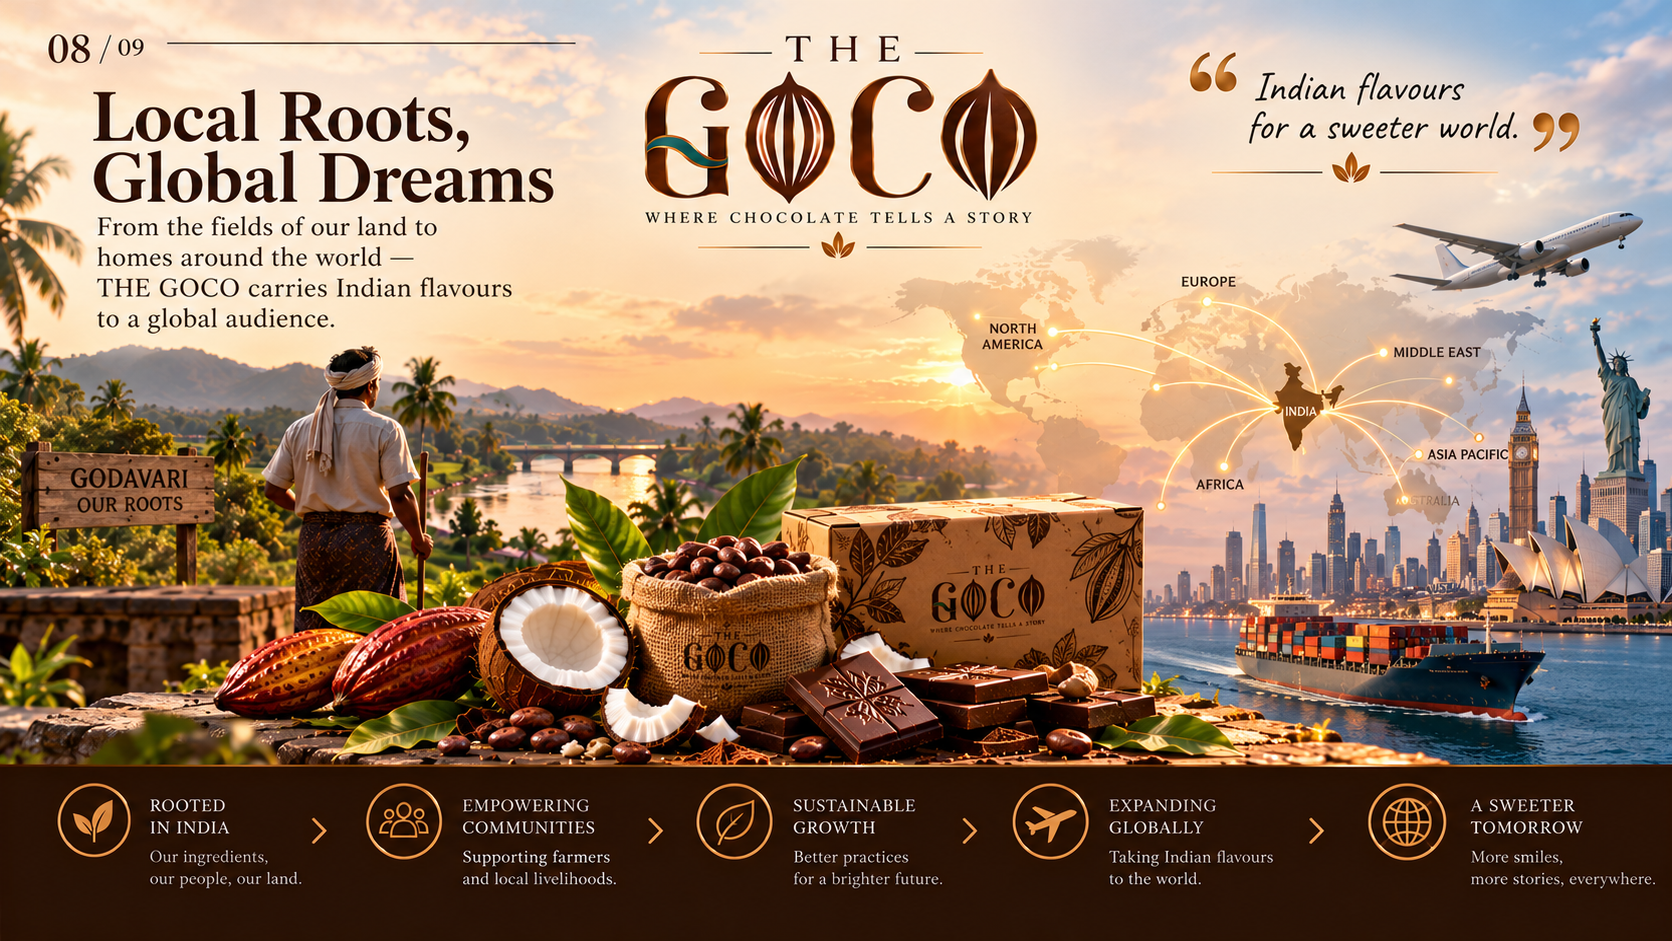 08 / 09
Local Roots,
Global Dreams
From the fields of our land to
homes around the world —
THE GOCO carries Indian flavours
to a global audience.
THE
GOCO
WHERE CHOCOLATE TELLS A STORY
“ Indian flavours
for a sweeter world. ”
EUROPE
NORTH
AMERICA
MIDDLE EAST
INDIA
ASIA PACIFIC
AFRICA
AUSTRALIA
GODAVARI
OUR ROOTS
THE
GOCO
WHERE CHOCOLATE TELLS A STORY
THE
GOCO
ROOTED
IN INDIA
Our ingredients,
our people, our land.
EMPOWERING
COMMUNITIES
Supporting farmers
and local livelihoods.
SUSTAINABLE
GROWTH
Better practices
for a brighter future.
EXPANDING
GLOBALLY
Taking Indian flavours
to the world.
A SWEETER
TOMORROW
More smiles,
more stories, everywhere.